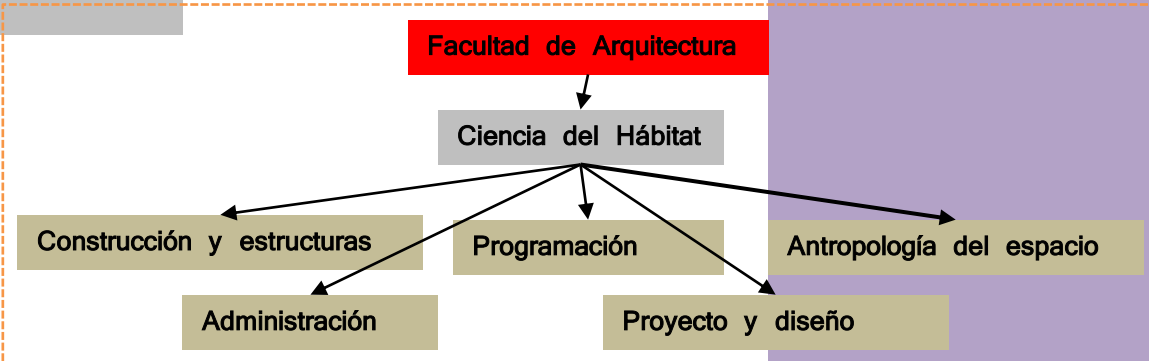 Facultad de Arquitectura
Ciencia del Hábitat
Construcción y estructuras
Programación
Antropología del espacio
Administración
Proyecto y diseño